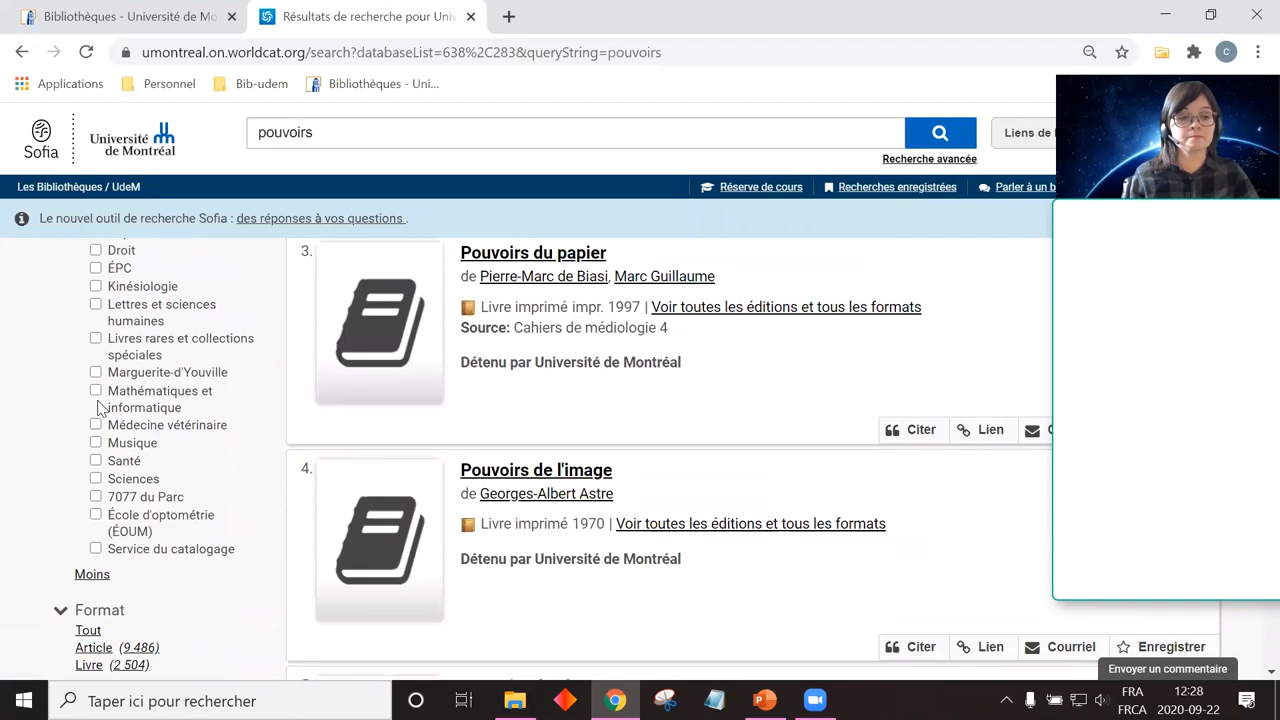 Bibliothèques - Université de Mo
Résultats de recherche pour Univ
umontreal.on.worldcat.org/search?databaseList=638%2C283&queryString=pouvoirs
C
Applications
Personnel
Bib-udem
Bibliothèques - Uni...
Sofia
Université de Montréal
pouvoirs
Liens de
Recherche avancée
Les Bibliothèques / UdeM
Réserve de cours
Recherches enregistrées
Parler à un b
Le nouvel outil de recherche Sofia : des réponses à vos questions .
Droit
ÉPC
Kinésiologie
Lettres et sciences
humaines
Livres rares et collections
spéciales
Marguerite-d'Youville
Mathématiques et
informatique
Médecine vétérinaire
Musique
Santé
Sciences
7077 du Parc
École d'optométrie
(ÉOUM)
Service du catalogage
Moins
Format
Tout
Article (9 486)
Livre (2 504)
3.
Pouvoirs du papier
de Pierre-Marc de Biasi, Marc Guillaume
Livre imprimé impr. 1997 | Voir toutes les éditions et tous les formats
Source: Cahiers de médiologie 4
Détenu par Université de Montréal
Citer
Lien
C
4.
Pouvoirs de l'image
de Georges-Albert Astre
Livre imprimé 1970 | Voir toutes les éditions et tous les formats
Détenu par Université de Montréal
Citer
Lien
Courriel
Enregistrer
Envoyer un commentaire
Taper ici pour rechercher
FRA
FRCA
12:28
2020-09-22